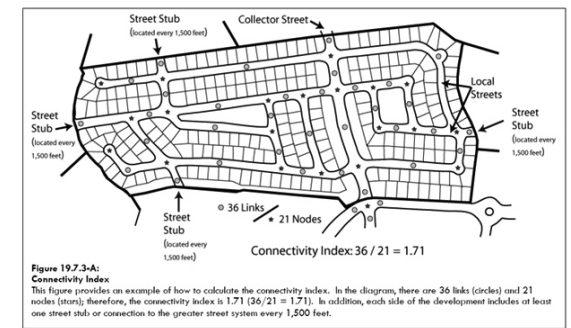 Street Stub
(located every 1,500 feet)
Collector Street
Local
Streets
Street
Stub
(located every
1,500 feet)
Street
Stub
(located every
1,500 feet)
Street
Stub
(located every
1,500 feet)
36 Links
21 Nodes
Connectivity Index: 36 / 21 = 1.71
Figure 19.7.3-A:
Connectivity Index
This figure provides an example of how to calculate the connectivity index. In the diagram, there are 36 links (circles) and 21
nodes (stars); therefore, the connectivity index is 1.71 (36/21 = 1.71). In addition, each side of the development includes at least
one street stub or connection to the greater street system every 1,500 feet.